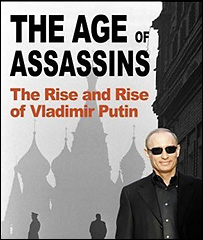 THE AGE OF
ASSASSINS
The Rise and Rise
of Vladimir Putin